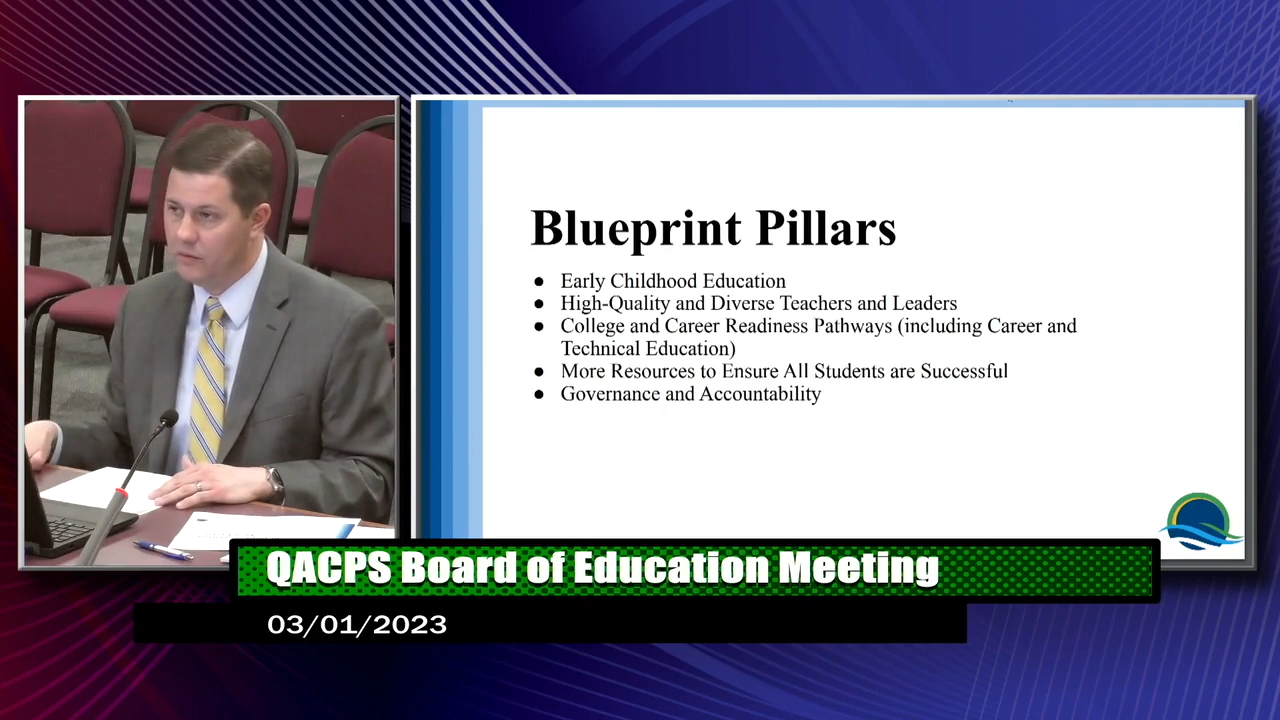 Blueprint Pillars
● Early Childhood Education
● High-Quality and Diverse Teachers and Leaders
● College and Career Readiness Pathways (including Career and
Technical Education)
● More Resources to Ensure All Students are Successful
● Governance and Accountability
QACPS Board of Education Meeting
03/01/2023